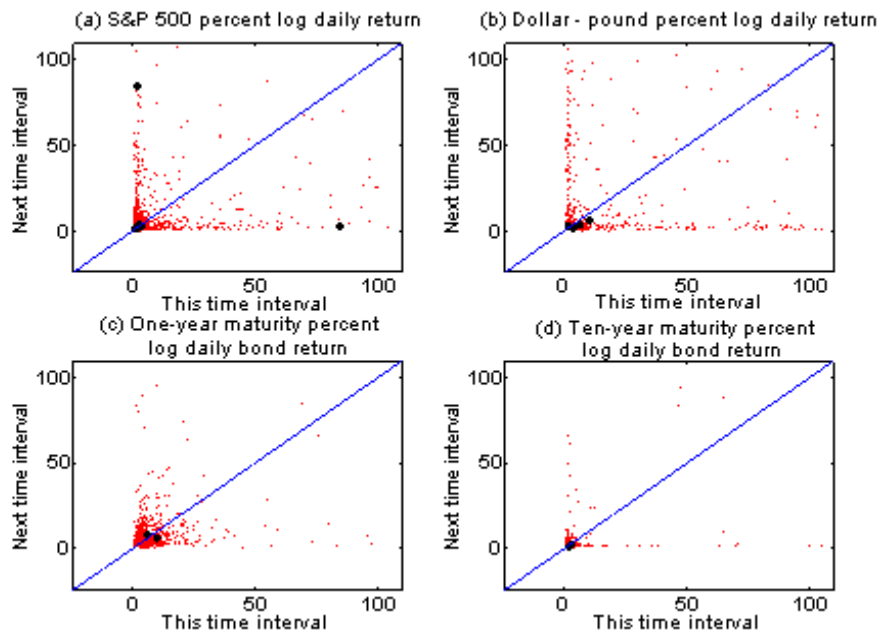 (a) S&P 500 percent log daily return
(b) Dollar - pound percent log daily return
100
50
0
Next time interval
0
50
100
This time interval
100
50
0
Next time interval
0
50
100
This time interval
(c) One-year maturity percent
log daily bond return
(d) Ten-year maturity percent
log daily bond return
100
50
0
Next time interval
0
50
100
This time interval
100
50
0
Next time interval
0
50
100
This time interval